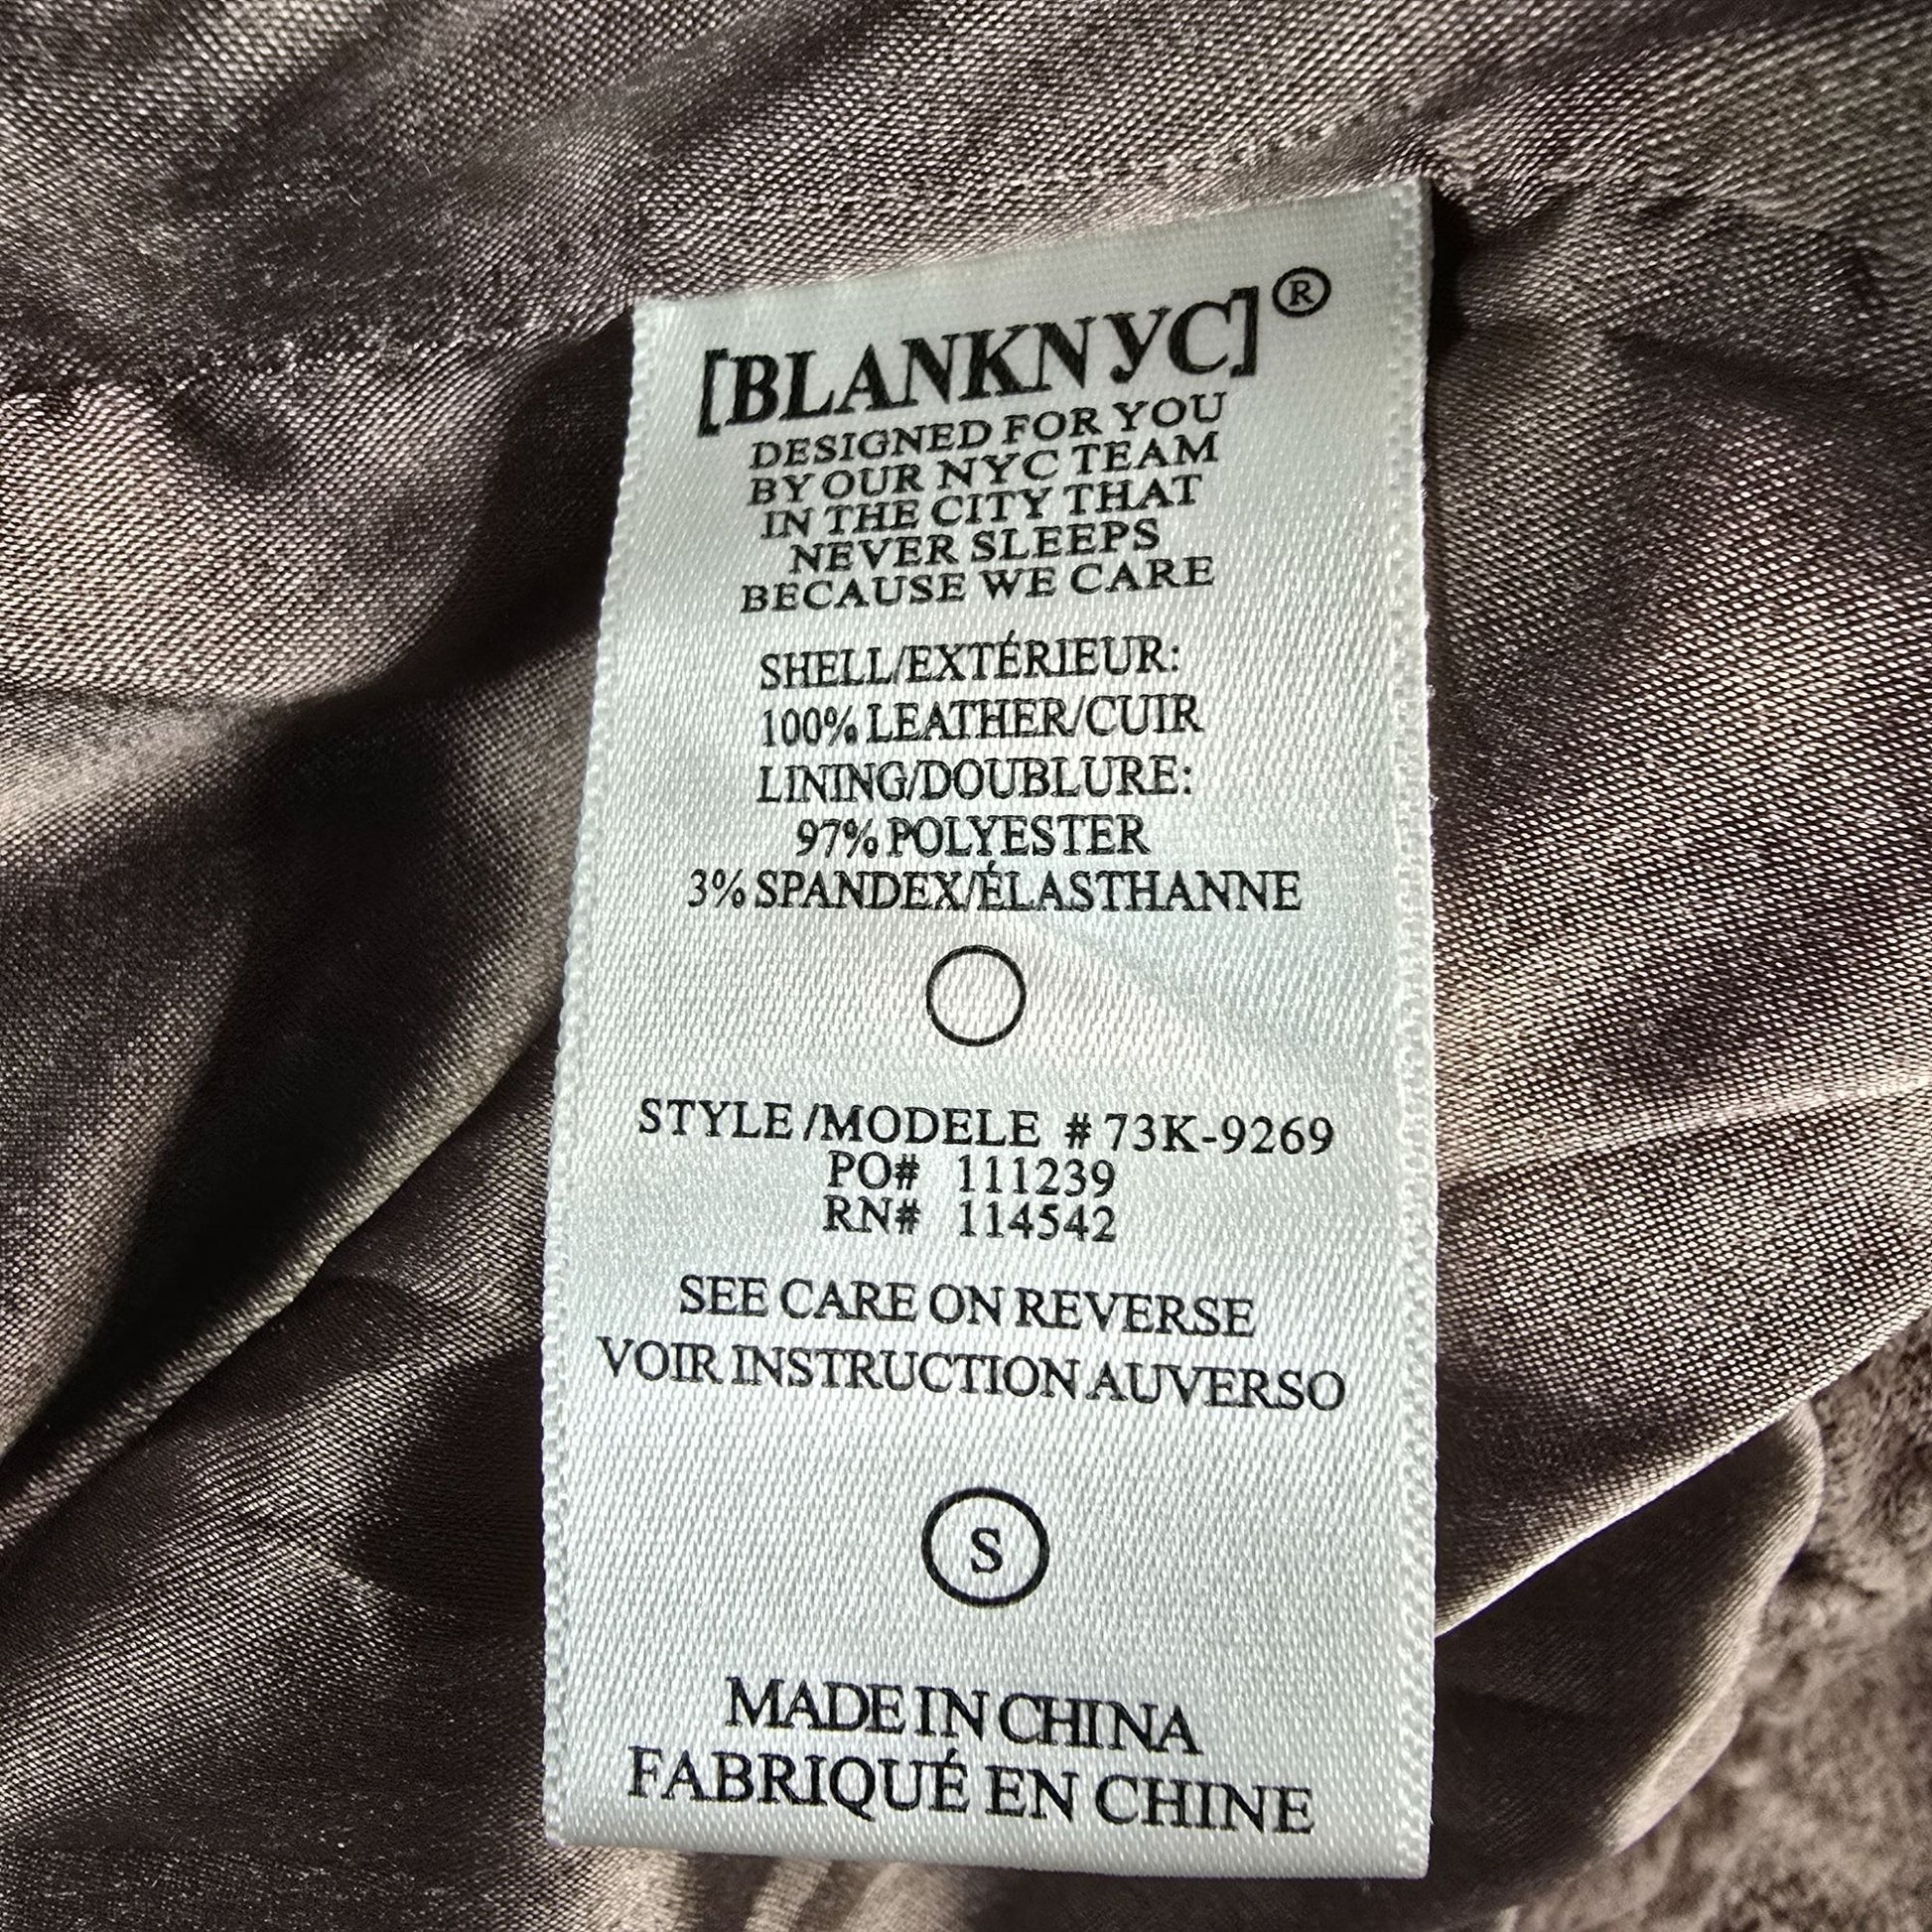 [BLANKNYC]®
DESIGNED FOR YOU
BY OUR NYC TEAM
IN THE CITY THAT
NEVER SLEEPS
BECAUSE WE CARE
SHELL/EXTÉRIEUR:
100% LEATHER/CUIR
LINING/DOUBLURE:
97% POLYESTER
3% SPANDEX/ÉLASTHANNE
STYLE /MODELE # 73K-9269
PO# 111239
RN# 114542
SEE CARE ON REVERSE
VOIR INSTRUCTION AUVERSO
S
MADE IN CHINA
FABRIQUÉ EN CHINE